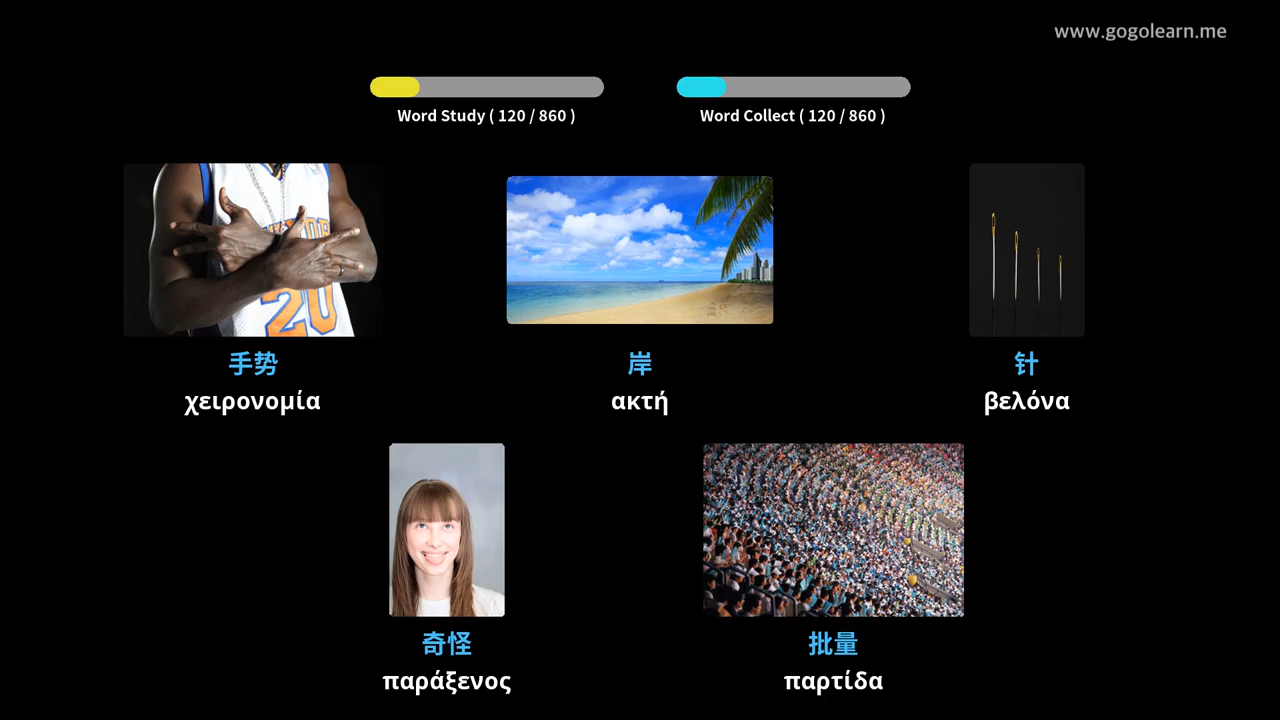 www.gogolearn.me
Word Study ( 120 / 860 )
Word Collect ( 120 / 860 )
20
手势
χειρονομία
岸
ακτή
针
βελόνα
奇怪
παράξενος
批量
παρτίδα